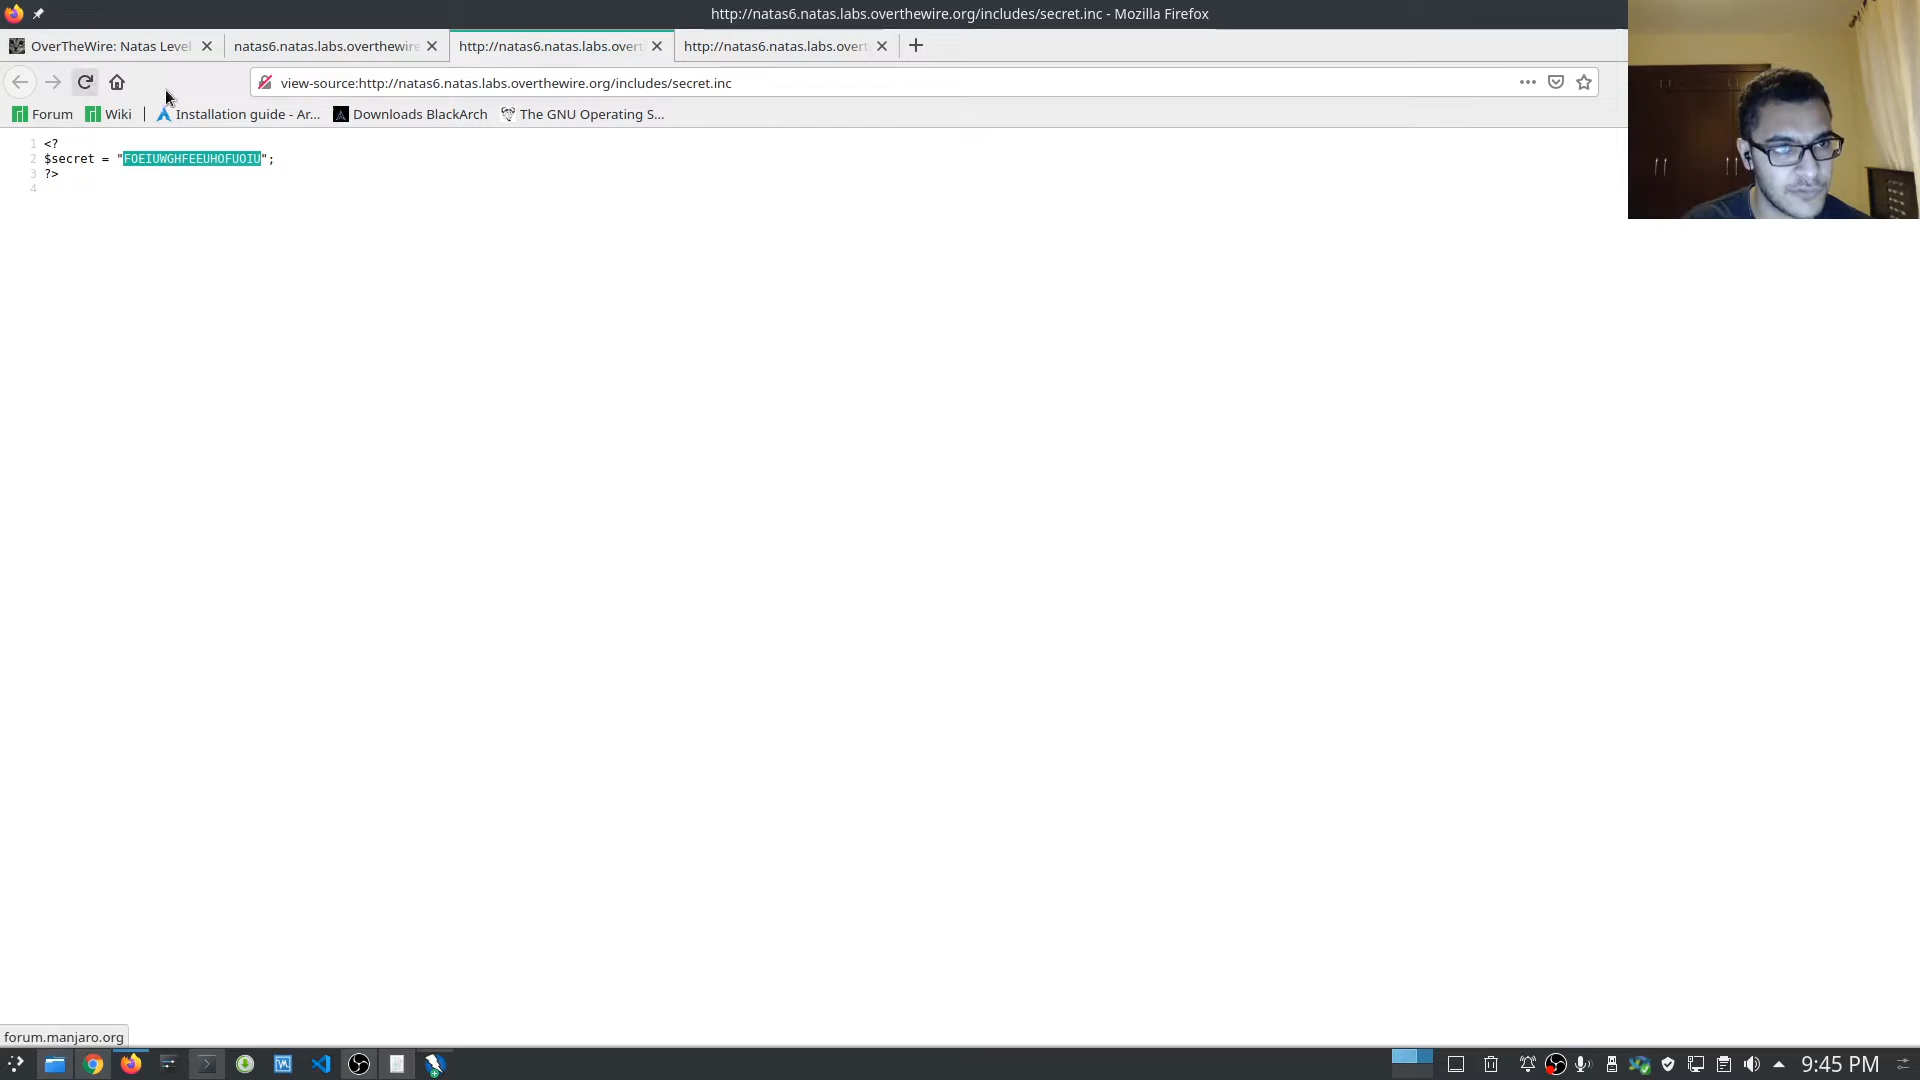 http://natas6.natas.labs.overthewire.org/includes/secret.inc - Mozilla Firefox
OverTheWire: Natas Level
natas6.natas.labs.overthewire
http://natas6.natas.labs.overt
http://natas6.natas.labs.overt
view-source:http://natas6.natas.labs.overthewire.org/includes/secret.inc
Forum
Wiki
Installation guide - Ar...
Downloads BlackArch
The GNU Operating S...
1 <?
2 $secret = "FOEIUWGHFEEUHOFUOIU";
3 ?>
4
forum.manjaro.org
9:45 PM